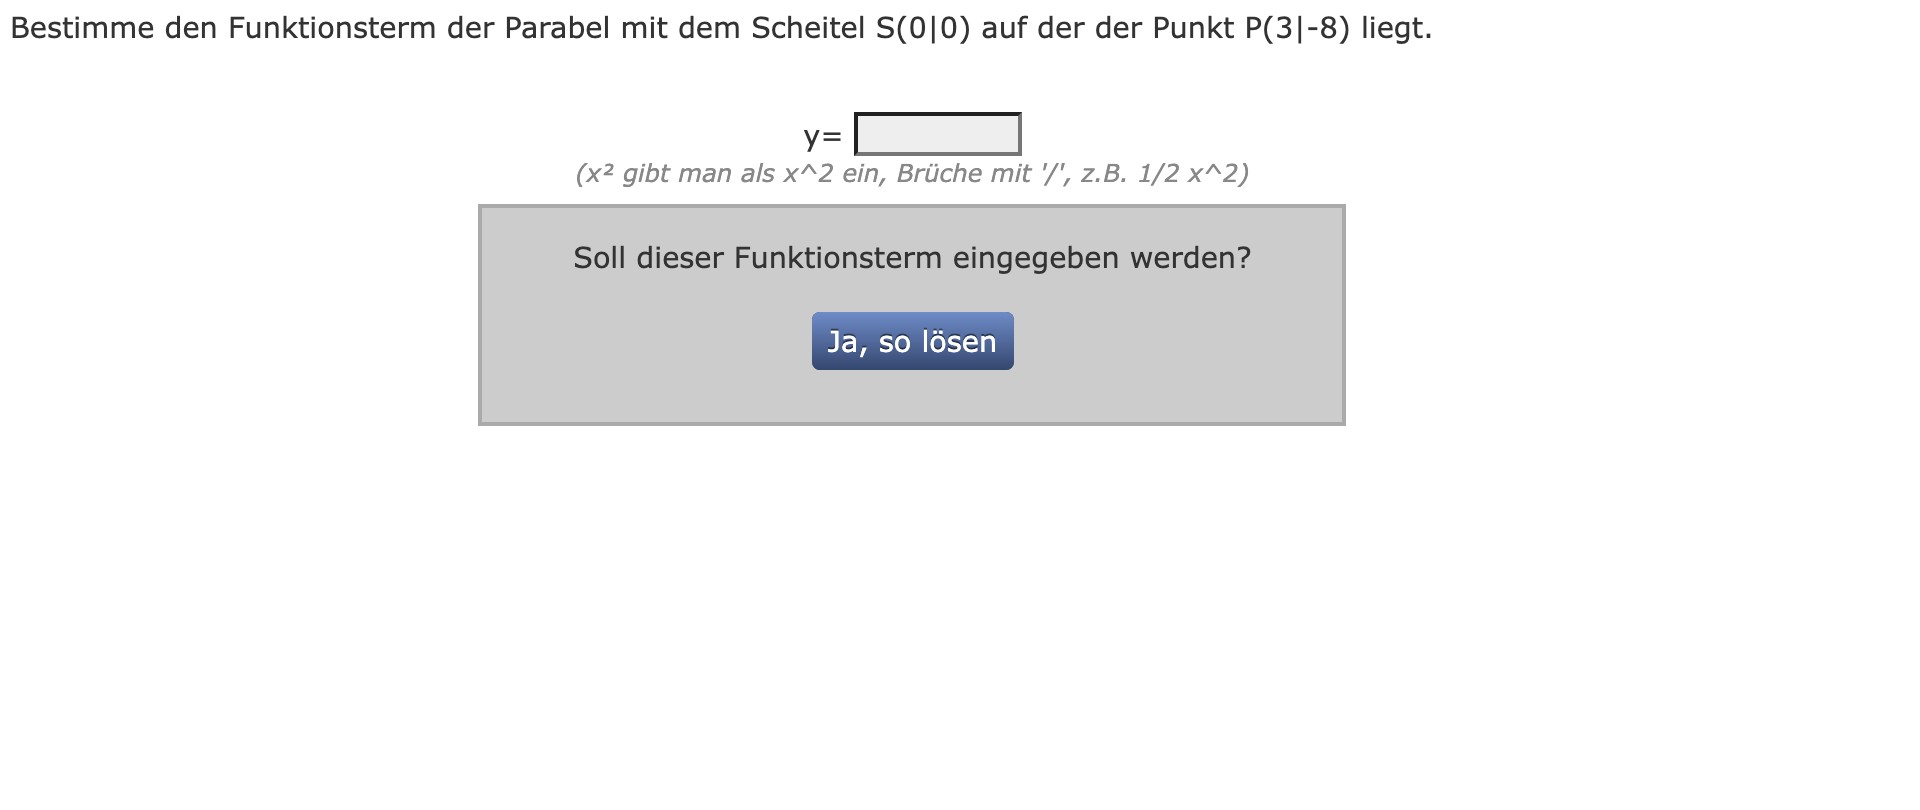 Bestimme den Funktionsterm der Parabel mit dem Scheitel S(0|0) auf der der Punkt P(3|-8) liegt.
y=
(x² gibt man als x^2 ein, Brüche mit '/', z.B. 1/2 x^2)
Soll dieser Funktionsterm eingegeben werden?
Ja, so lösen